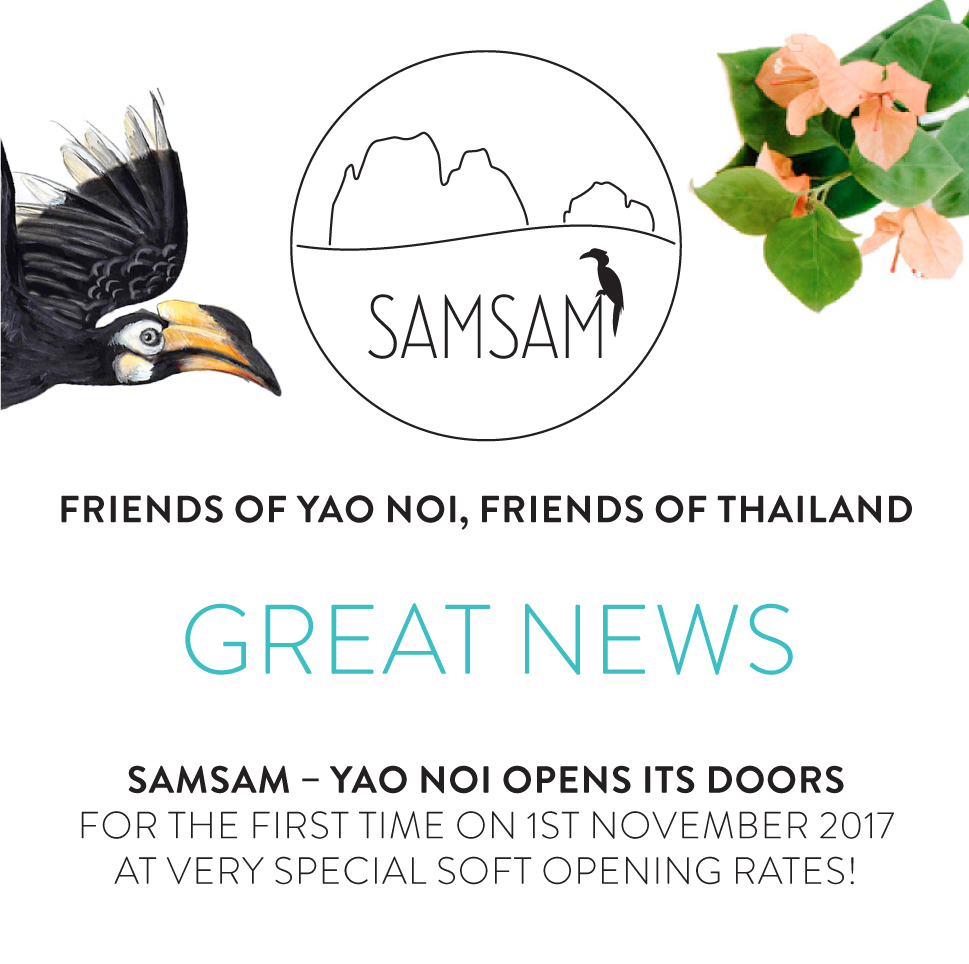 SAMSAM
FRIENDS OF YAO NOI, FRIENDS OF THAILAND
GREAT NEWS
SAMSAM – YAO NOI OPENS ITS DOORS
FOR THE FIRST TIME ON 1ST NOVEMBER 2017
AT VERY SPECIAL SOFT OPENING RATES!